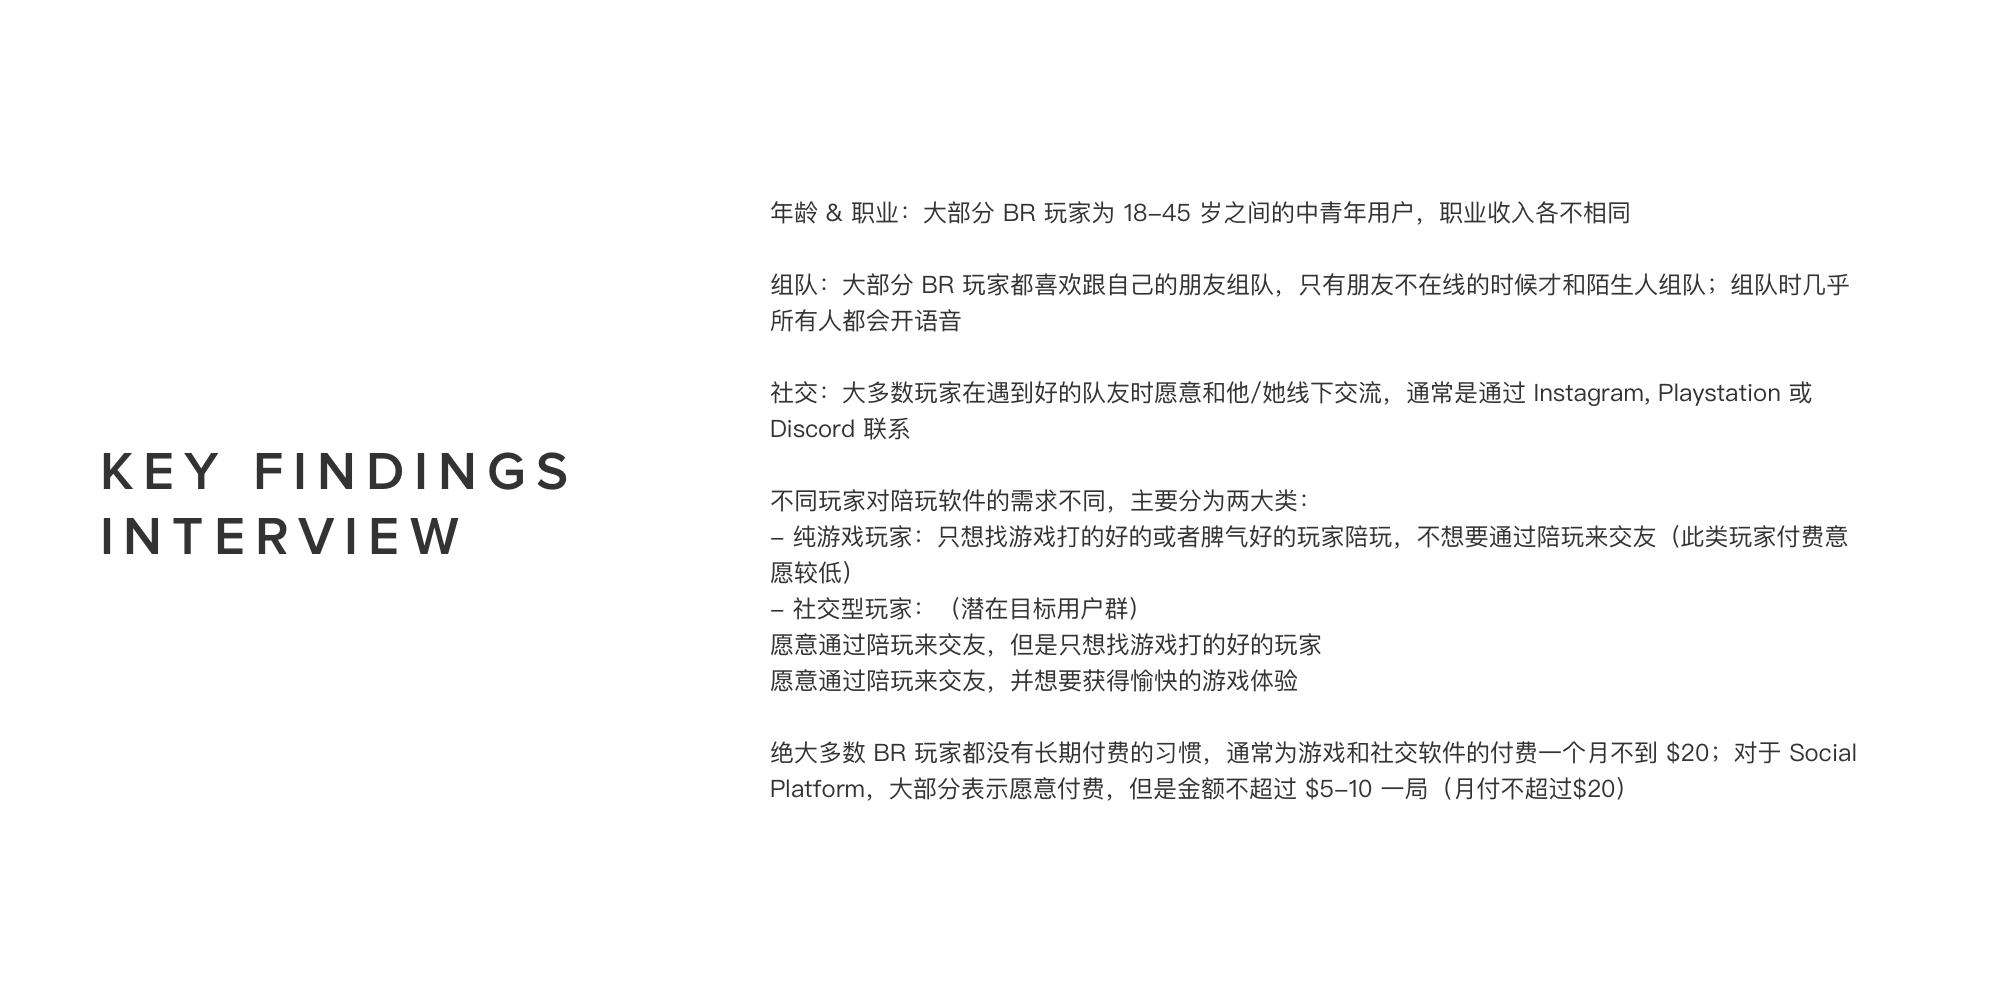 KEY FINDINGS
INTERVIEW
年龄 & 职业：大部分 BR 玩家为 18-45 岁之间的中青年用户，职业收入各不相同
组队：大部分 BR 玩家都喜欢跟自己的朋友组队，只有朋友不在线的时候才和陌生人组队；组队时几乎
所有人都会开语音
社交：大多数玩家在遇到好的队友时愿意和他/她线下交流，通常是通过 Instagram, Playstation 或
Discord 联系
不同玩家对陪玩软件的需求不同，主要分为两大类：
- 纯游戏玩家：只想找游戏打的好的或者脾气好的玩家陪玩，不想要通过陪玩来交友（此类玩家付费意
愿较低）
- 社交型玩家：（潜在目标用户群）
愿意通过陪玩来交友，但是只想找游戏打的好的玩家
愿意通过陪玩来交友，并想要获得愉快的游戏体验
绝大多数 BR 玩家都没有长期付费的习惯，通常为游戏和社交软件的付费一个月不到 $20；对于 Social
Platform，大部分表示愿意付费，但是金额不超过 $5-10 一局（月付不超过$20）